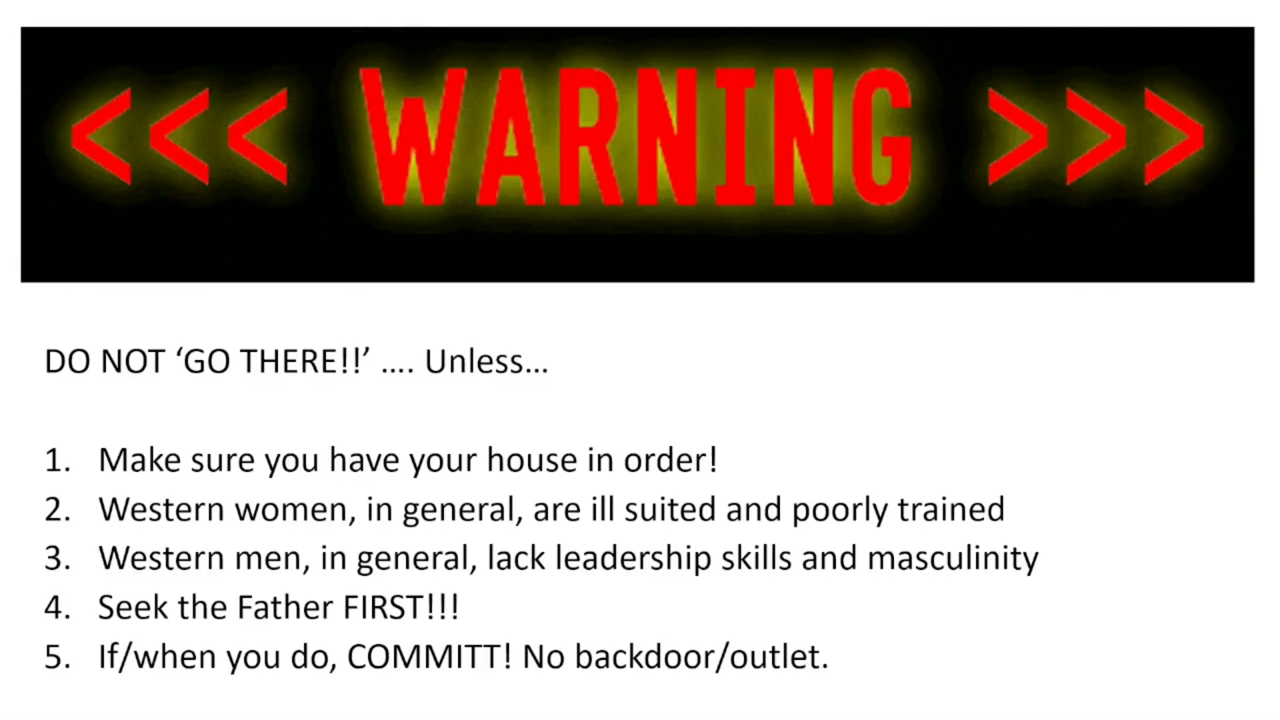 <<< WARNING >>>
DO NOT ‘GO THERE!!’ .... Unless...
1. Make sure you have your house in order!
2. Western women, in general, are ill suited and poorly trained
3. Western men, in general, lack leadership skills and masculinity
4. Seek the Father FIRST!!!
5. If/when you do, COMMITT! No backdoor/outlet.